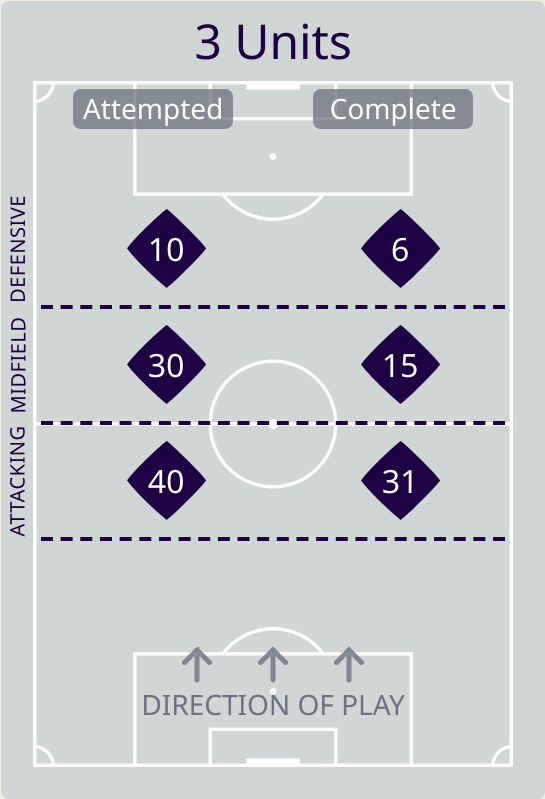 3 Units
Attempted Complete
DEFENSIVE
10 6
MIDFIELD
30 15
ATTACKING
40 31
DIRECTION OF PLAY